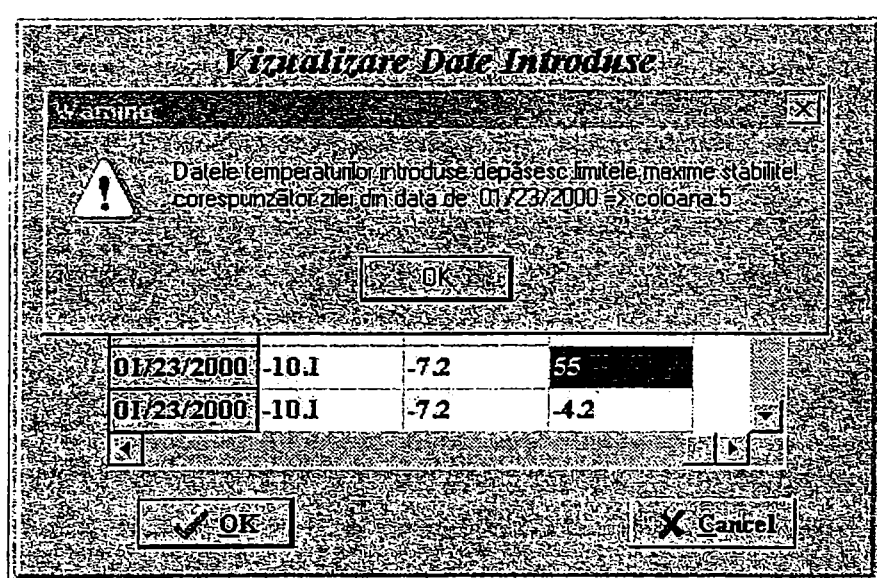 Vizualizare Date Introduse
Warning
Datele temperaturilor introduse depăsesc limitele maxime stabilite!
corespunzător zilei din data de 01/23/2000 => coloana:5
OK
01/23/2000 -10.1 -7.2 55
01/23/2000 -10.1 -7.2 -4.2
OK Cancel